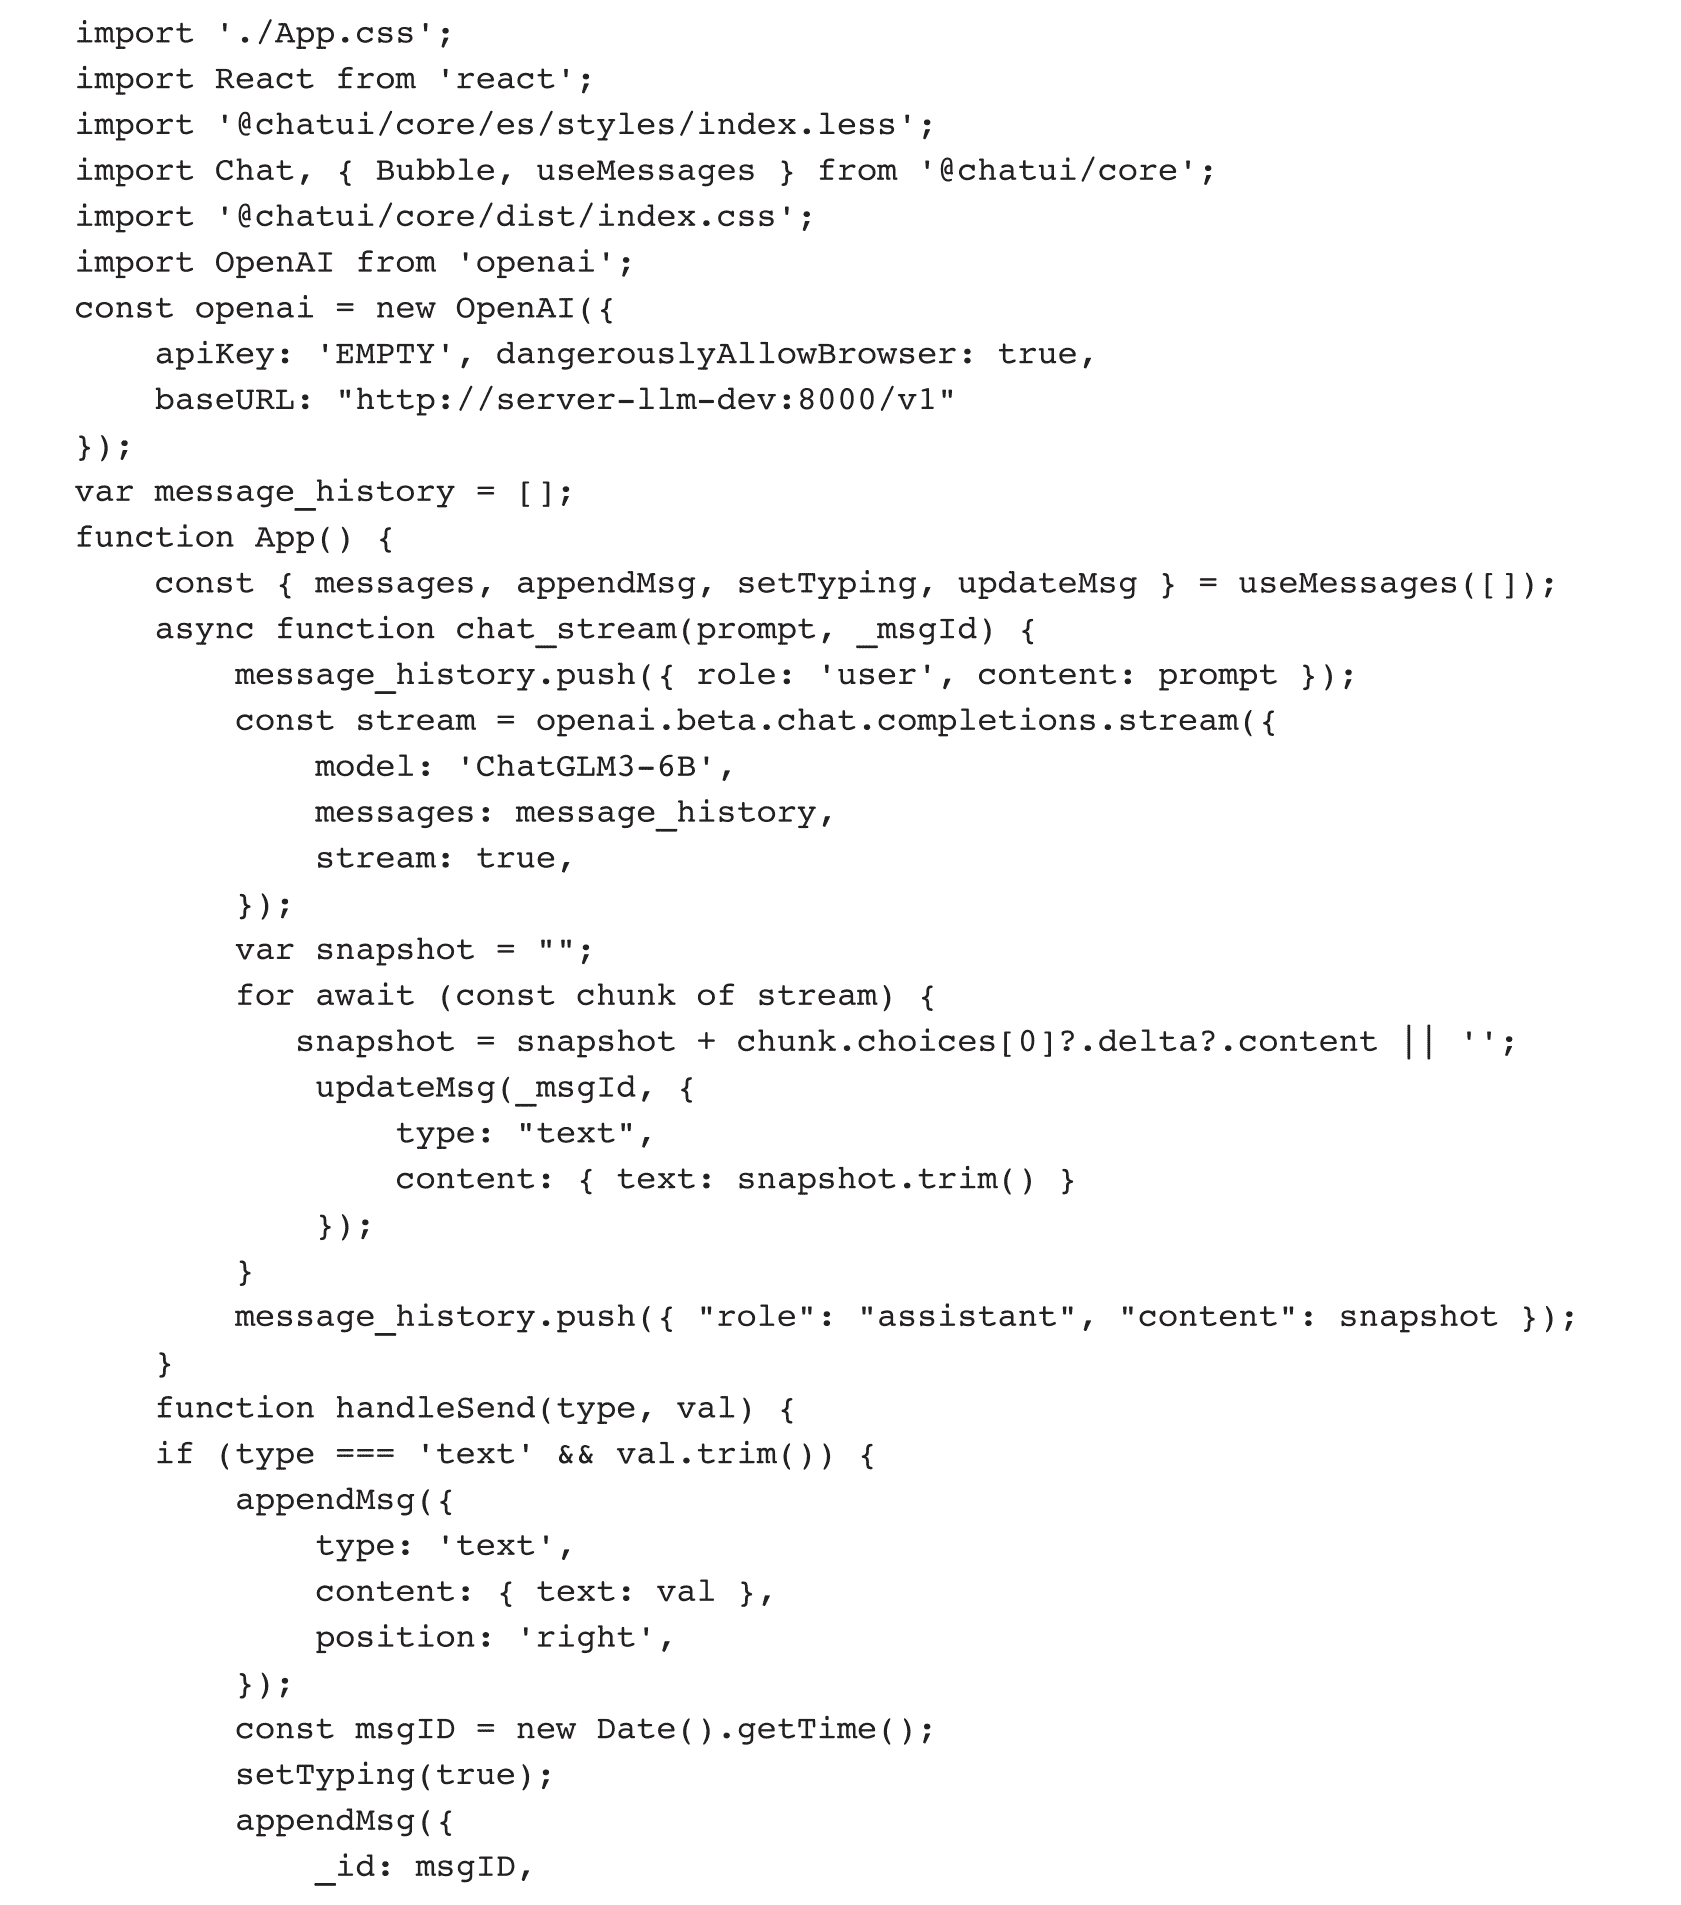 import './App.css';
import React from 'react';
import '@chatui/core/es/styles/index.less';
import Chat, { Bubble, useMessages } from '@chatui/core';
import '@chatui/core/dist/index.css';
import OpenAI from 'openai';
const openai = new OpenAI({
    apiKey: 'EMPTY', dangerouslyAllowBrowser: true,
    baseURL: "http://server-llm-dev:8000/v1"
});
var message_history = [];
function App() {
    const { messages, appendMsg, setTyping, updateMsg } = useMessages([]);
    async function chat_stream(prompt, _msgId) {
        message_history.push({ role: 'user', content: prompt });
        const stream = openai.beta.chat.completions.stream({
            model: 'ChatGLM3-6B',
            messages: message_history,
            stream: true,
        });
        var snapshot = "";
        for await (const chunk of stream) {
           snapshot = snapshot + chunk.choices[0]?.delta?.content || '';
            updateMsg(_msgId, {
                type: "text",
                content: { text: snapshot.trim() }
            });
        }
        message_history.push({ "role": "assistant", "content": snapshot });
    }
    function handleSend(type, val) {
    if (type === 'text' && val.trim()) {
        appendMsg({
            type: 'text',
            content: { text: val },
            position: 'right',
        });
        const msgID = new Date().getTime();
        setTyping(true);
        appendMsg({
            _id: msgID,